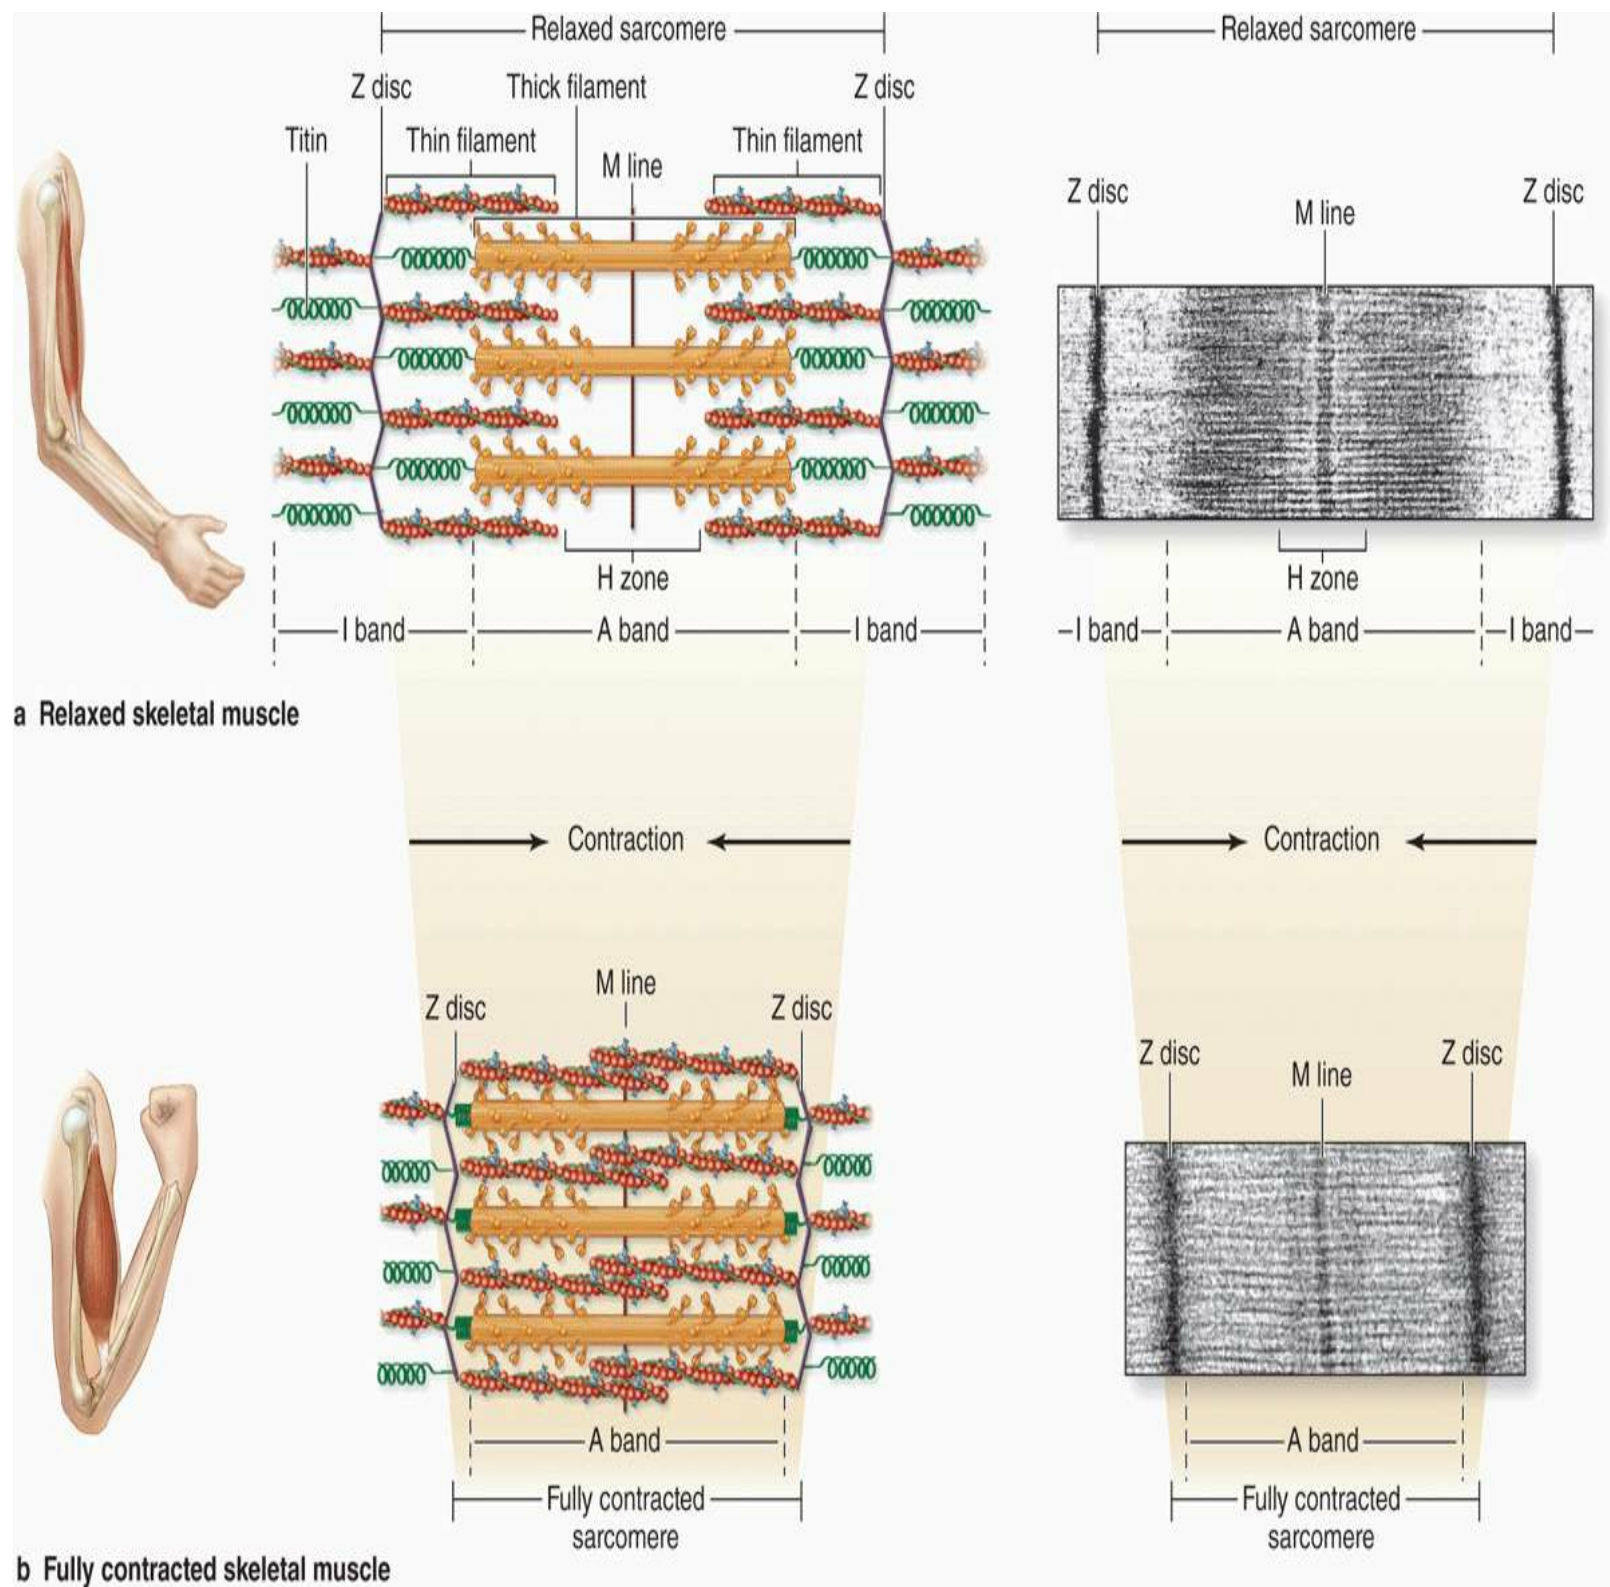 Relaxed sarcomere
Relaxed sarcomere
Z disc
Thick filament
Z disc
Titin
Thin filament
M line
Thin filament
Z disc
M line
Z disc
H zone
I band
A band
I band
H zone
I band
A band
I band
a Relaxed skeletal muscle
Contraction
Contraction
M line
Z disc
Z disc
Z disc
M line
Z disc
A band
A band
Fully contracted
sarcomere
Fully contracted
sarcomere
b Fully contracted skeletal muscle